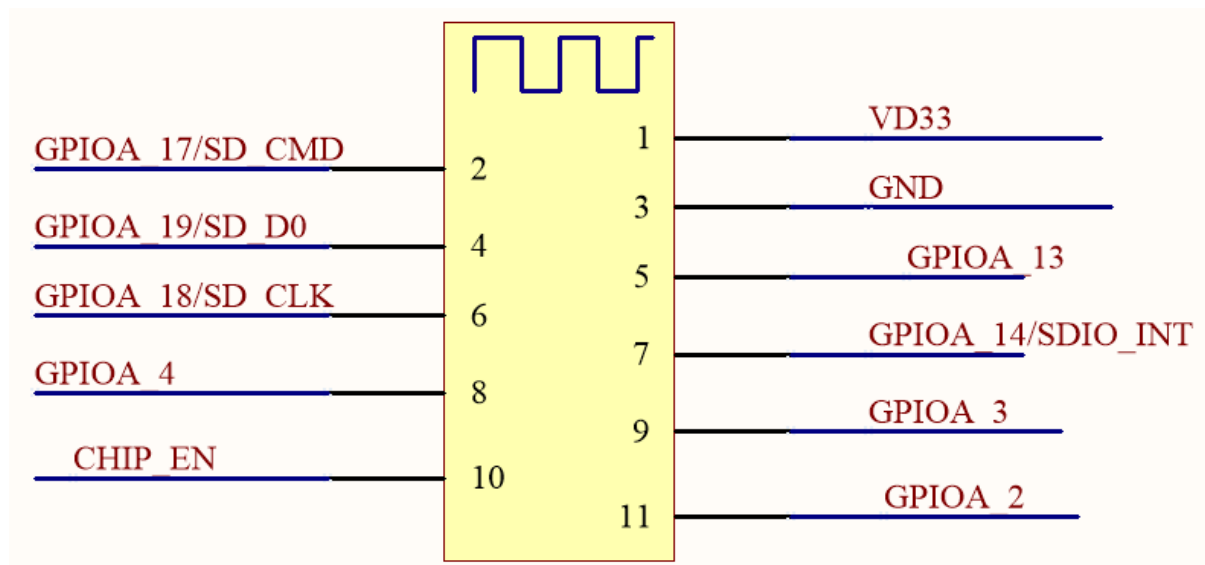 VD33
1
GPIOA_17/SD_CMD
2
GND
3
GPIOA_19/SD_D0
4
GPIOA_13
5
GPIOA_18/SD_CLK
6
GPIOA_14/SDIO_INT
7
GPIOA_4
8
GPIOA_3
9
CHIP_EN
10
GPIOA_2
11